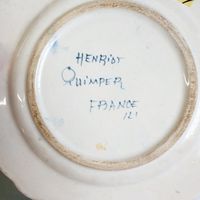 HENRIOT
QUIMPER
FRANCE
121